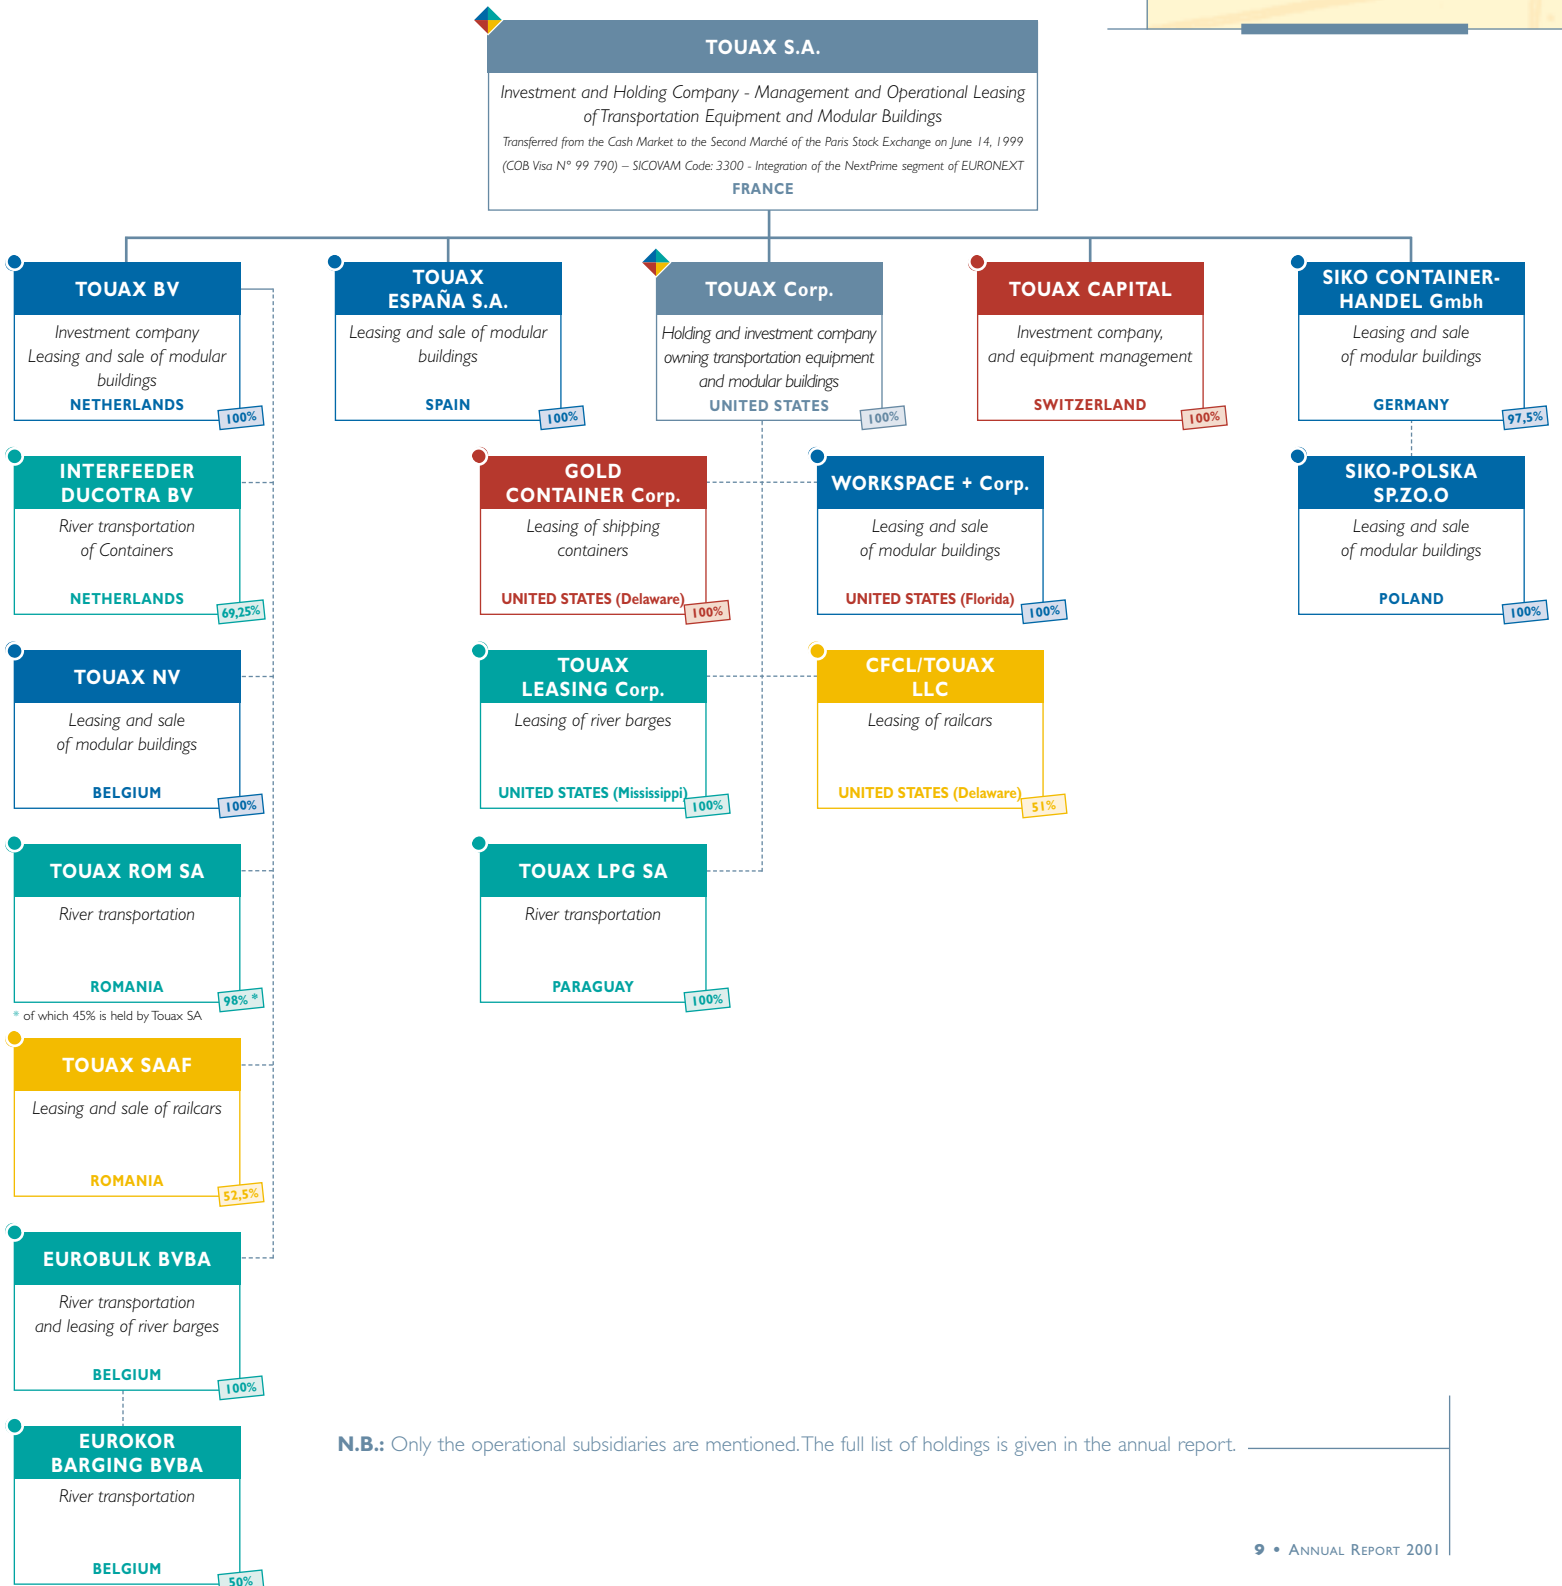 TOUAX S.A.
Investment and Holding Company - Management and Operational Leasing
of Transportation Equipment and Modular Buildings
Transferred from the Cash Market to the Second Marché of the Paris Stock Exchange on June 14, 1999
(COB Visa N° 99 790) – SICOVAM Code: 3300 - Integration of the NextPrime segment of EURONEXT
FRANCE
TOUAX BV
Investment company
Leasing and sale of modular
buildings
NETHERLANDS
100%
TOUAX
ESPAÑA S.A.
Leasing and sale of modular
buildings
SPAIN
100%
TOUAX Corp.
Holding and investment company
owning transportation equipment
and modular buildings
UNITED STATES
100%
TOUAX CAPITAL
Investment company,
and equipment management
SWITZERLAND
100%
SIKO CONTAINER-
HANDEL Gmbh
Leasing and sale
of modular buildings
GERMANY
97,5%
INTERFEEDER
DUCOTRA BV
River transportation
of Containers
NETHERLANDS
69,25%
GOLD
CONTAINER Corp.
Leasing of shipping
containers
UNITED STATES (Delaware)
100%
WORKSPACE + Corp.
Leasing and sale
of modular buildings
UNITED STATES (Florida)
100%
SIKO-POLSKA
SP.ZO.O
Leasing and sale
of modular buildings
POLAND
100%
TOUAX NV
Leasing and sale
of modular buildings
BELGIUM
100%
TOUAX
LEASING Corp.
Leasing of river barges
UNITED STATES (Mississippi)
100%
CFCL/TOUAX
LLC
Leasing of railcars
UNITED STATES (Delaware)
51%
TOUAX ROM SA
River transportation
ROMANIA
98% *
* of which 45% is held by Touax SA
TOUAX LPG SA
River transportation
PARAGUAY
100%
TOUAX SAAF
Leasing and sale of railcars
ROMANIA
52,5%
EUROBULK BVBA
River transportation
and leasing of river barges
BELGIUM
100%
EUROKOR
BARGING BVBA
River transportation
BELGIUM
50%
N.B.: Only the operational subsidiaries are mentioned. The full list of holdings is given in the annual report.
9 • ANNUAL REPORT 2001